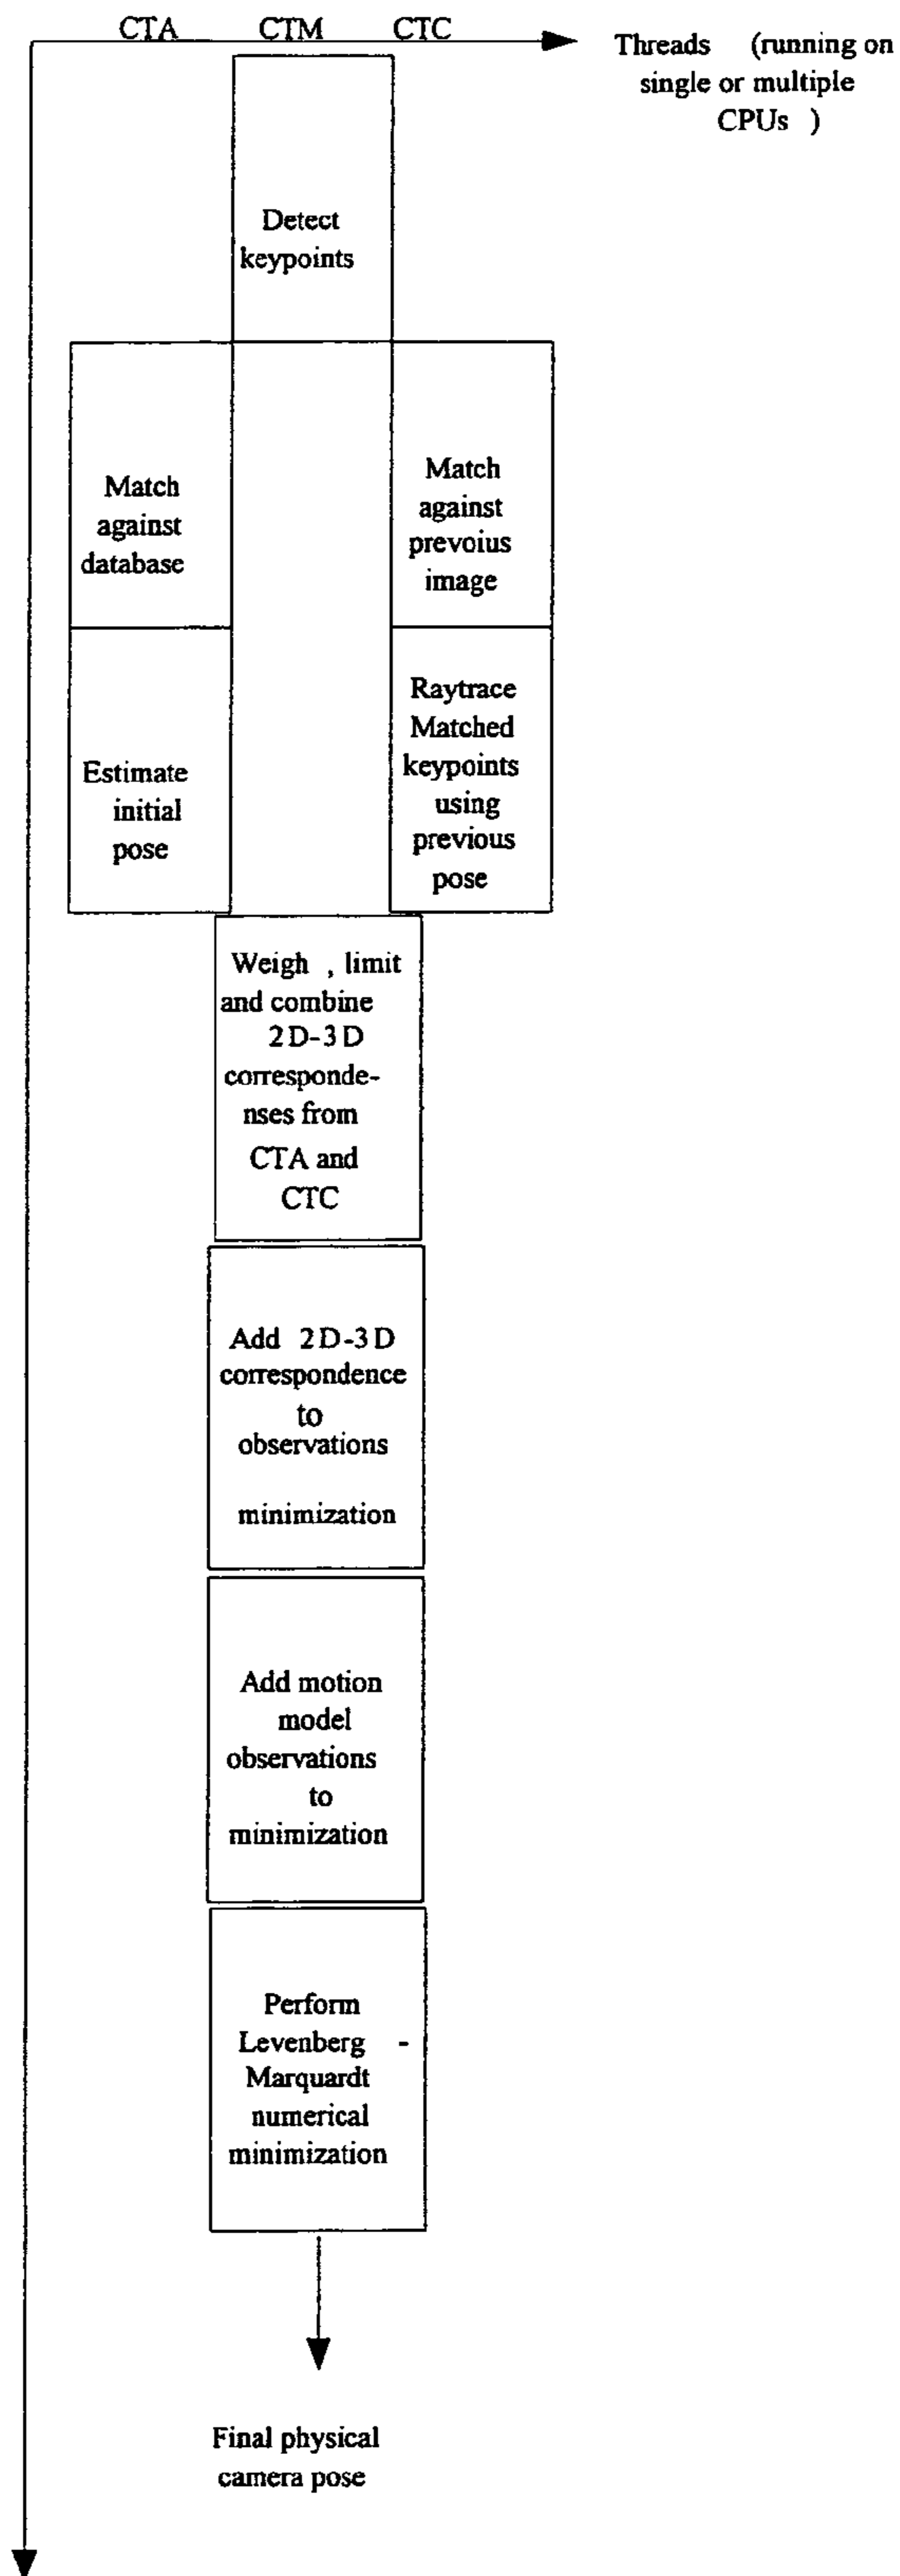 CTA CTM CTC
Threads (running on
single or multiple
CPUs )
Detect
keypoints
Match
against
database
Match
against
prevoius
image
Estimate
initial
pose
Raytrace
Matched
keypoints
using
previous
pose
Weigh , limit
and combine
2D-3D
corresponde-
nses from
CTA and
CTC
Add 2D-3D
correspondence
to
observations
minimization
Add motion
model
observations
to
minimization
Perform
Levenberg -
Marquardt
numerical
minimization
Final physical
camera pose